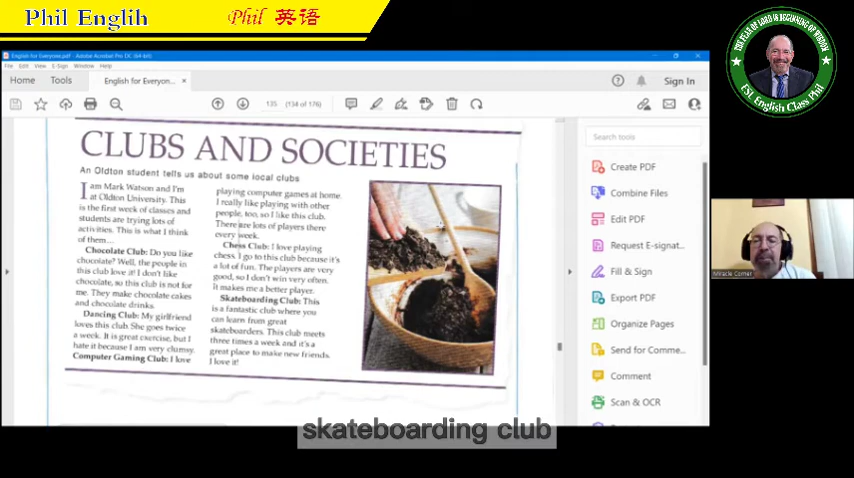 Phil Englih
Phil 英语
THE FEAR OF LORD IS BEGINNING OF WISDOM
ESL English Class Phil
English for Everyone.pdf - Adobe Acrobat Pro DC (64-bit)
File Edit View E-Sign Window Help
Home Tools English for Everyon... ×
Sign In
135 (134 of 176)
CLUBS AND SOCIETIES
An Oldton student tells us about some local clubs
I am Mark Watson and I'm
at Oldton University. This
is the first week of classes and
students are trying lots of
activities. This is what I think
of them...
Chocolate Club: Do you like
chocolate? Well, the people in
this club love it! I don't like
chocolate, so this club is not for
me. They make chocolate cakes
and chocolate drinks.
Dancing Club: My girlfriend
loves this club She goes twice
a week. It is great exercise, but I
hate it because I am very clumsy.
Computer Gaming Club: I love
playing computer games at home.
I really like playing with other
people, too, so I like this club.
There are lots of players there
every week.
Chess Club: I love playing
chess. I go to this club because it's
a lot of fun. The players are very
good, so I don't win very often.
It makes me a better player.
Skateboarding Club: This
is a fantastic club where you
can learn from great
skateboarders. This club meets
three times a week and it's a
great place to make new friends.
I love it!
Search tools
Create PDF
Combine Files
Edit PDF
Request E-signat...
Fill & Sign
Export PDF
Organize Pages
Send for Comme...
Comment
Scan & OCR
Miracle Corner
skateboarding club